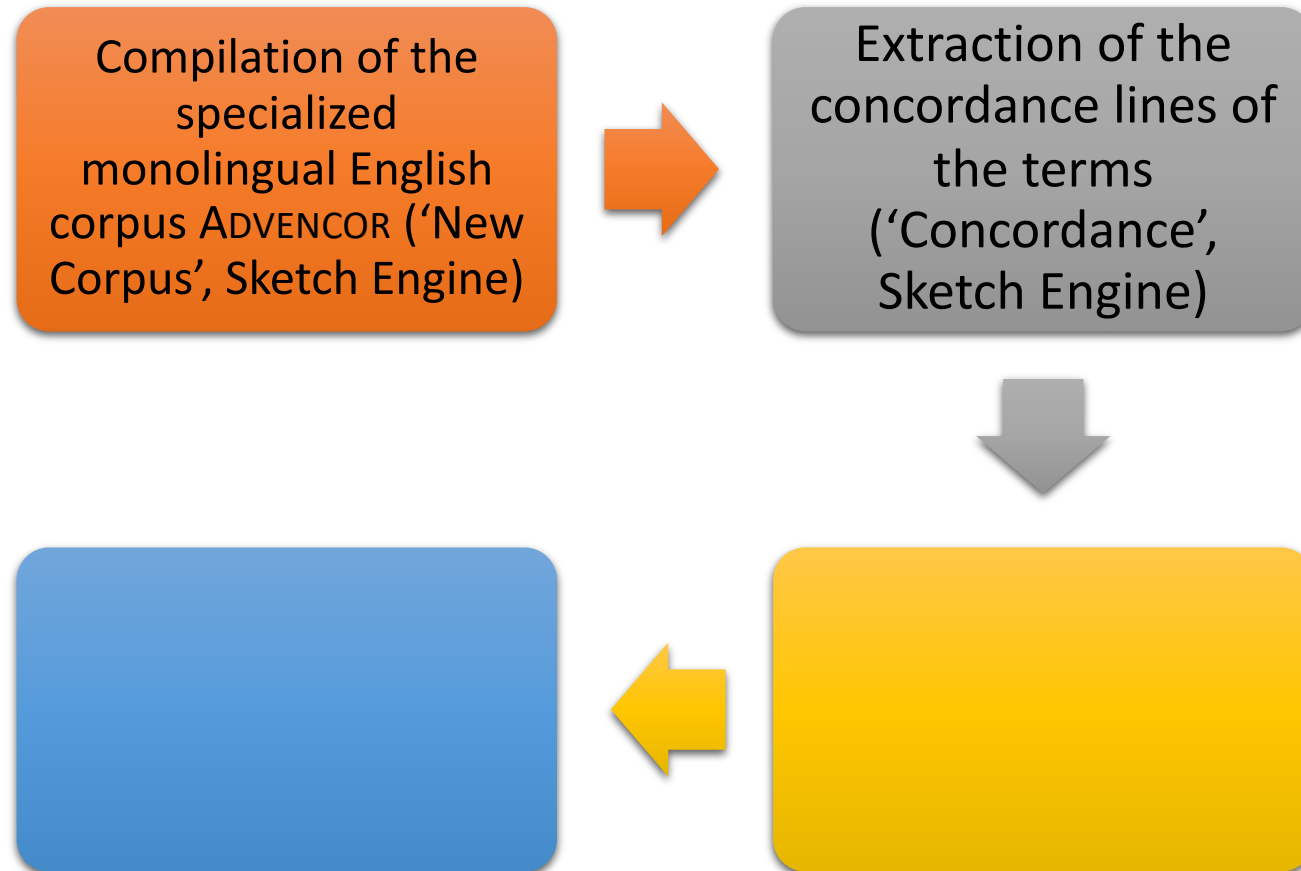 Compilation of the
specialized
monolingual English
corpus ADVENCOR (‘New
Corpus’, Sketch Engine)
Extraction of the
concordance lines of
the terms
(‘Concordance’,
Sketch Engine)